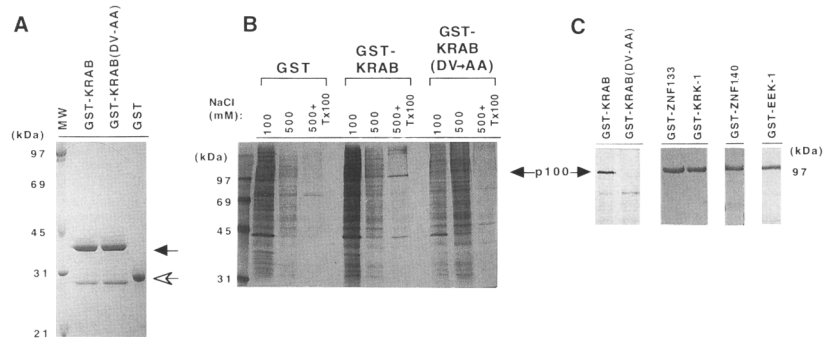 A
B
C
MW
GST-KRAB
GST-KRAB(DV-AA)
GST
(kDa)
97
69
45
31
21
GST
GST-
KRAB
GST-
KRAB
(DV→AA)
NaCl
(mM):
100
500
500+
Tx100
100
500
500+
Tx100
100
500
500+
Tx100
(kDa)
97
69
45
31
p100
GST-KRAB
GST-KRAB(DV-AA)
GST-ZNF133
GST-KRK-1
GST-ZNF140
GST-EEK-1
(kDa)
97